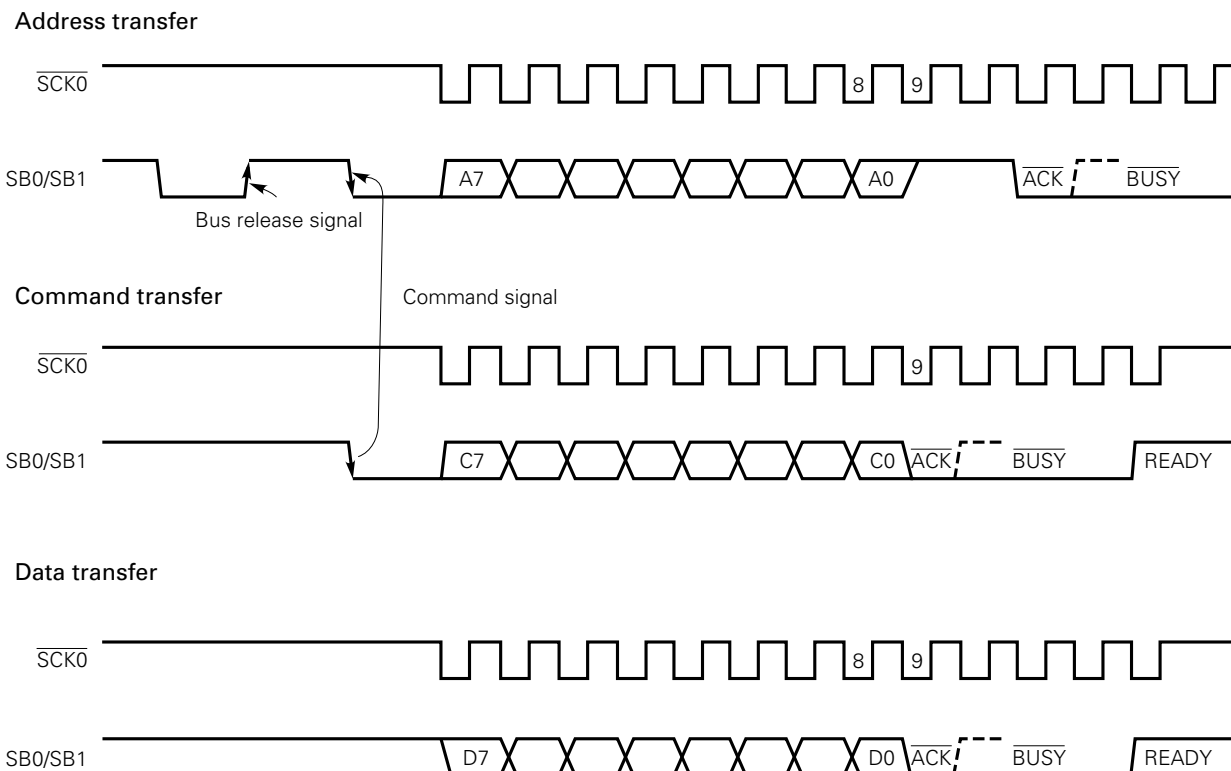 Address transfer
SCK0 8 9
SB0/SB1 A7 A0 ACK BUSY
Bus release signal
Command transfer Command signal
SCK0 9
SB0/SB1 C7 C0 ACK BUSY READY
Data transfer
SCK0 8 9
SB0/SB1 D7 D0 ACK BUSY READY